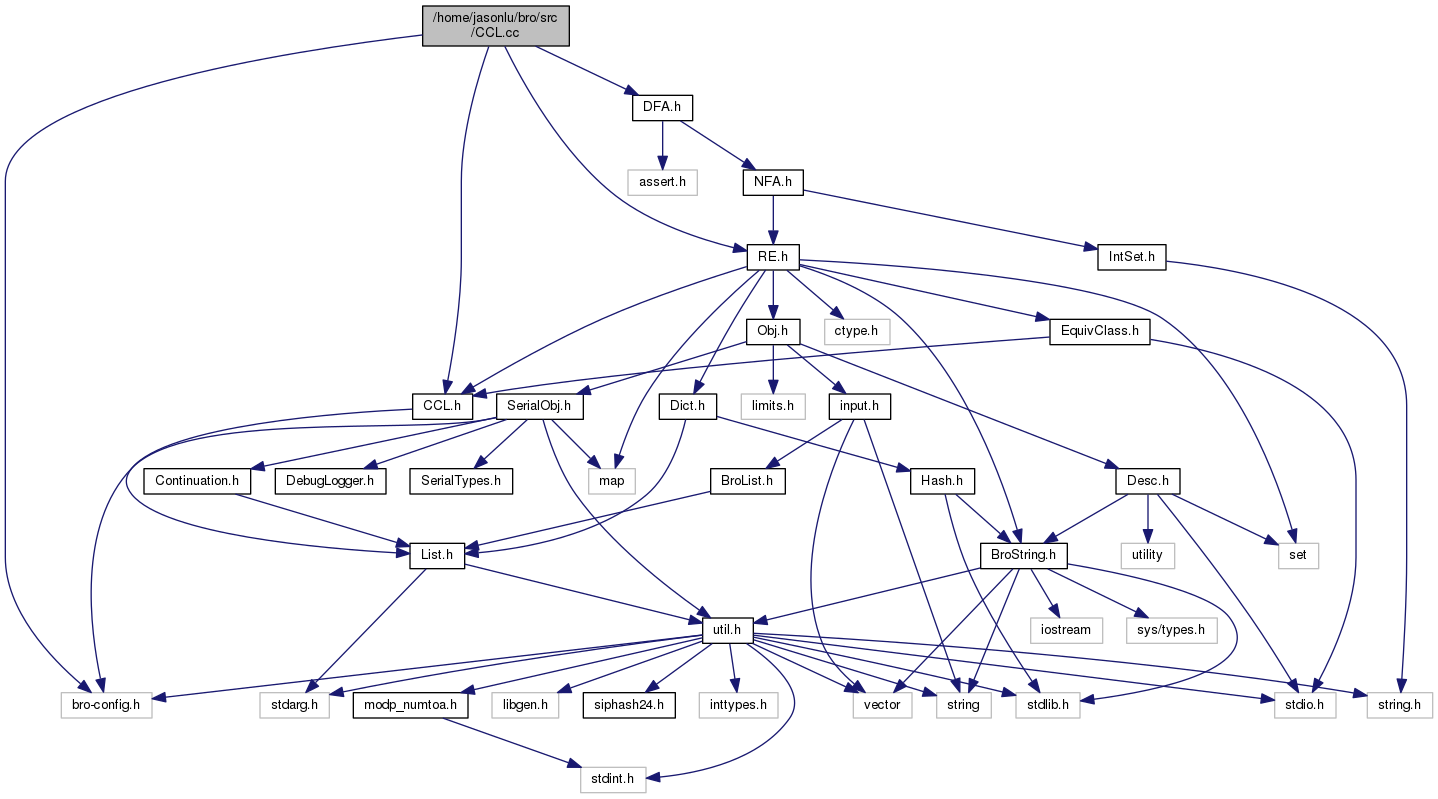 /home/jasonlu/bro/src
/CCL.cc
DFA.h
assert.h
NFA.h
RE.h
IntSet.h
Obj.h
ctype.h
EquivClass.h
CCL.h
SerialObj.h
Dict.h
limits.h
input.h
Continuation.h
DebugLogger.h
SerialTypes.h
map
BroList.h
Hash.h
Desc.h
List.h
BroString.h
utility
set
util.h
iostream
sys/types.h
bro-config.h
stdarg.h
modp_numtoa.h
libgen.h
siphash24.h
inttypes.h
vector
string
stdlib.h
stdio.h
string.h
stdint.h